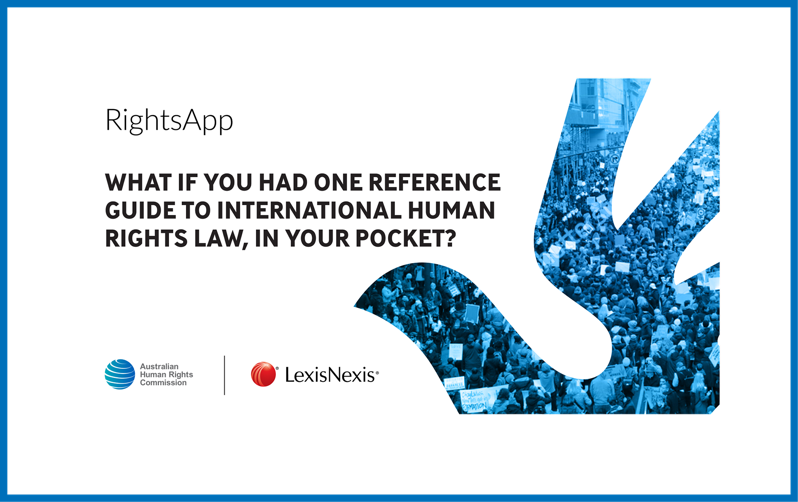 RightsApp
WHAT IF YOU HAD ONE REFERENCE
GUIDE TO INTERNATIONAL HUMAN
RIGHTS LAW, IN YOUR POCKET?
Australian
Human Rights
Commission
LexisNexis®